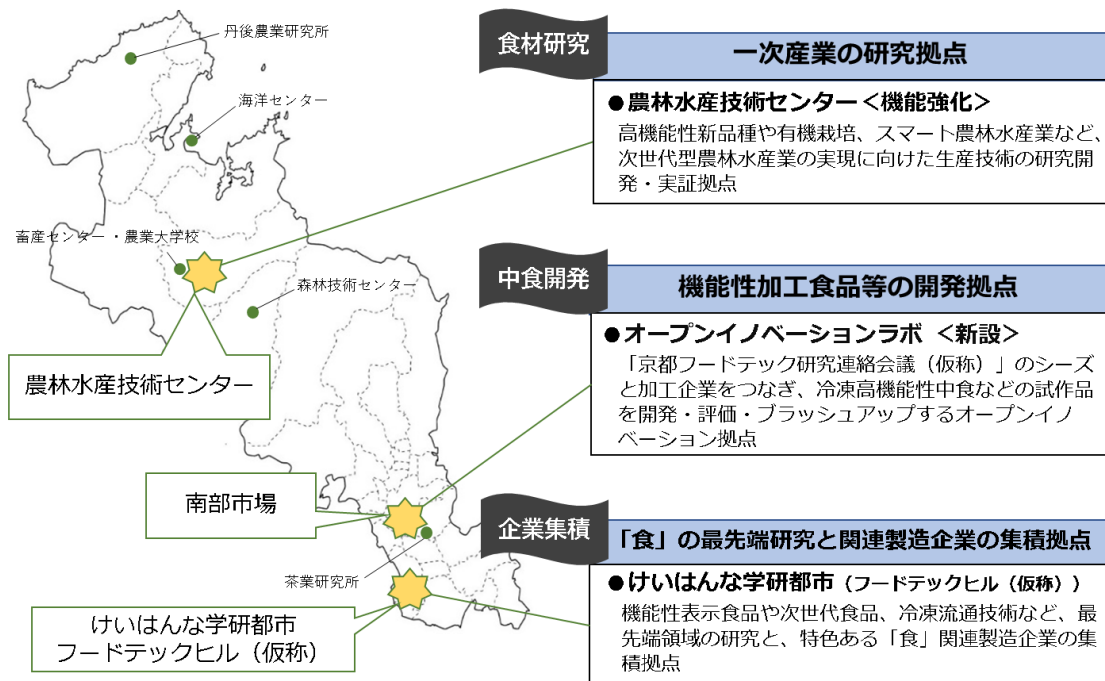 丹後農業研究所
海洋センター
畜産センター・農業大学校
森林技術センター
農林水産技術センター
南部市場
茶業研究所
けいはんな学研都市
フードテックヒル（仮称）
食材研究
一次産業の研究拠点
●農林水産技術センター＜機能強化＞
高機能性新品種や有機栽培、スマート農林水産業など、
次世代型農林水産業の実現に向けた生産技術の研究開
発・実証拠点
中食開発
機能性加工食品等の開発拠点
●オープンイノベーションラボ ＜新設＞
「京都フードテック研究連絡会議（仮称）」のシーズ
と加工企業をつなぎ、冷凍高機能性中食などの試作品
を開発・評価・ブラッシュアップするオープンイノ
ベーション拠点
企業集積
「食」の最先端研究と関連製造企業の集積拠点
●けいはんな学研都市（フードテックヒル（仮称））
機能性表示食品や次世代食品、冷凍流通技術など、最
先端領域の研究と、特色ある「食」関連製造企業の集
積拠点